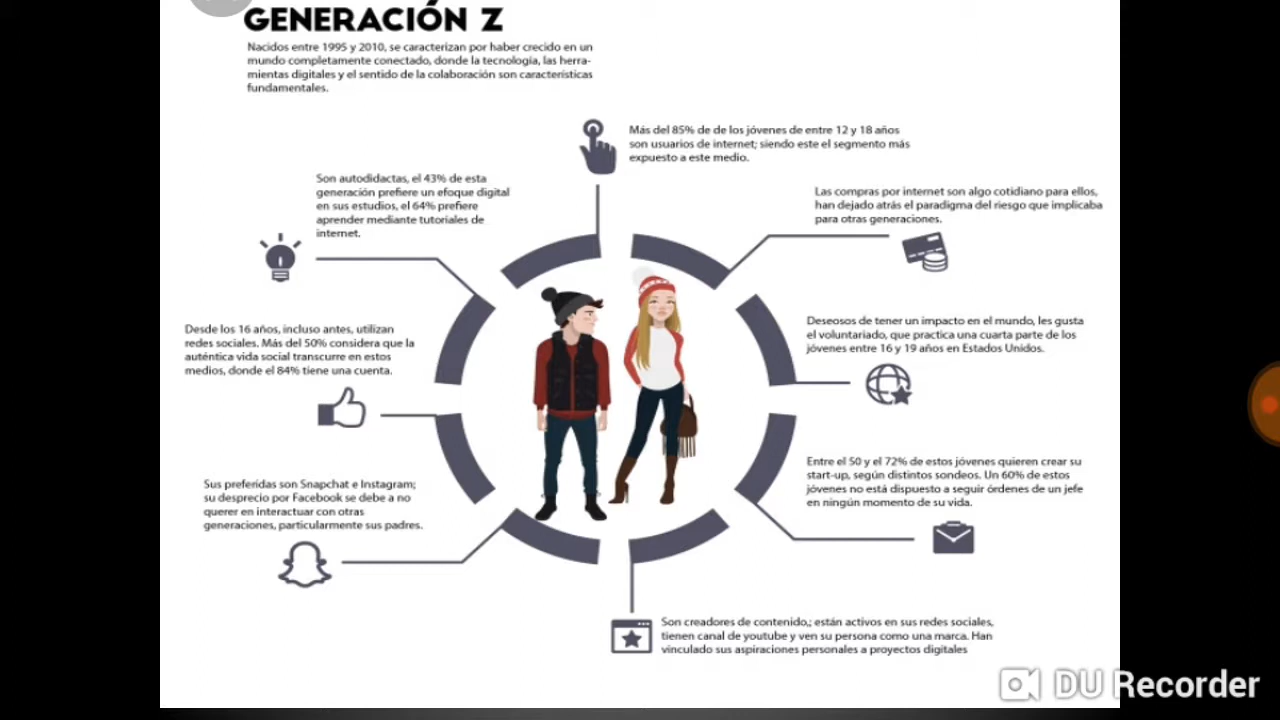 GENERACIÓN Z
Nacidos entre 1995 y 2010, se caracterizan por haber crecido en un
mundo completamente conectado, donde la tecnología, las herra-
mientas digitales y el sentido de la colaboración son características
fundamentales.
Más del 85% de de los jóvenes de entre 12 y 18 años
son usuarios de internet; siendo este el segmento más
expuesto a este medio.
Son autodidactas, el 43% de esta
generación prefiere un efoque digital
en sus estudios, el 64% prefiere
aprender mediante tutoriales de
internet.
Las compras por internet son algo cotidiano para ellos,
han dejado atrás el paradigma del riesgo que implicaba
para otras generaciones.
Desde los 16 años, incluso antes, utilizan
redes sociales. Más del 50% considera que la
auténtica vida social transcurre en estos
medios, donde el 84% tiene una cuenta.
Deseosos de tener un impacto en el mundo, les gusta
el voluntariado, que practica una cuarta parte de los
jóvenes entre 16 y 19 años en Estados Unidos.
Sus preferidas son Snapchat e Instagram;
su desprecio por Facebook se debe a no
querer en interactuar con otras
generaciones, particularmente sus padres.
Entre el 50 y el 72% de estos jóvenes quieren crear su
start-up, según distintos sondeos. Un 60% de estos
jóvenes no está dispuesto a seguir órdenes de un jefe
en ningún momento de su vida.
Son creadores de contenido,; están activos en sus redes sociales,
tienen canal de youtube y ven su persona como una marca. Han
vinculado sus aspiraciones personales a proyectos digitales
DU Recorder